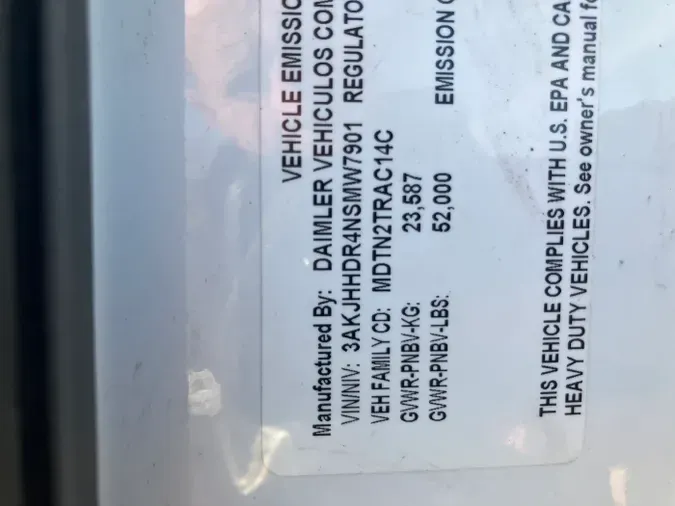 VEHICLE EMISSION
Manufactured By: DAIMLER VEHICULOS COM
VIN/NIV: 3AKJHHDR4NSMW7901 REGULATO
VEH FAMILY CD: MDTN2TRAC14C
GVWR-PNBV-KG: 23,587
GVWR-PNBV-LBS: 52,000 EMISSION C
THIS VEHICLE COMPLIES WITH U.S. EPA AND CA
HEAVY DUTY VEHICLES. See owner's manual fo